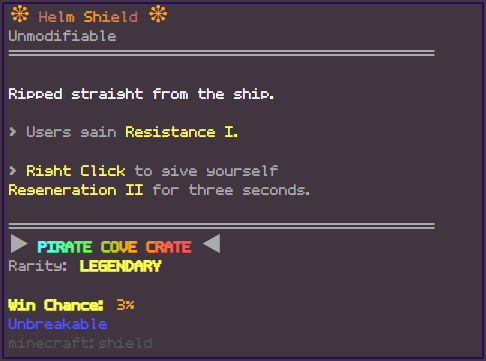 ❇ Helm Shield ❇
Unmodifiable
Ripped straight from the ship.
> Users gain Resistance I.
> Right Click to give yourself
Regeneration II for three seconds.
▶ PIRATE COVE CRATE ◀
Rarity: LEGENDARY
Win Chance: 3%
Unbreakable
minecraft:shield